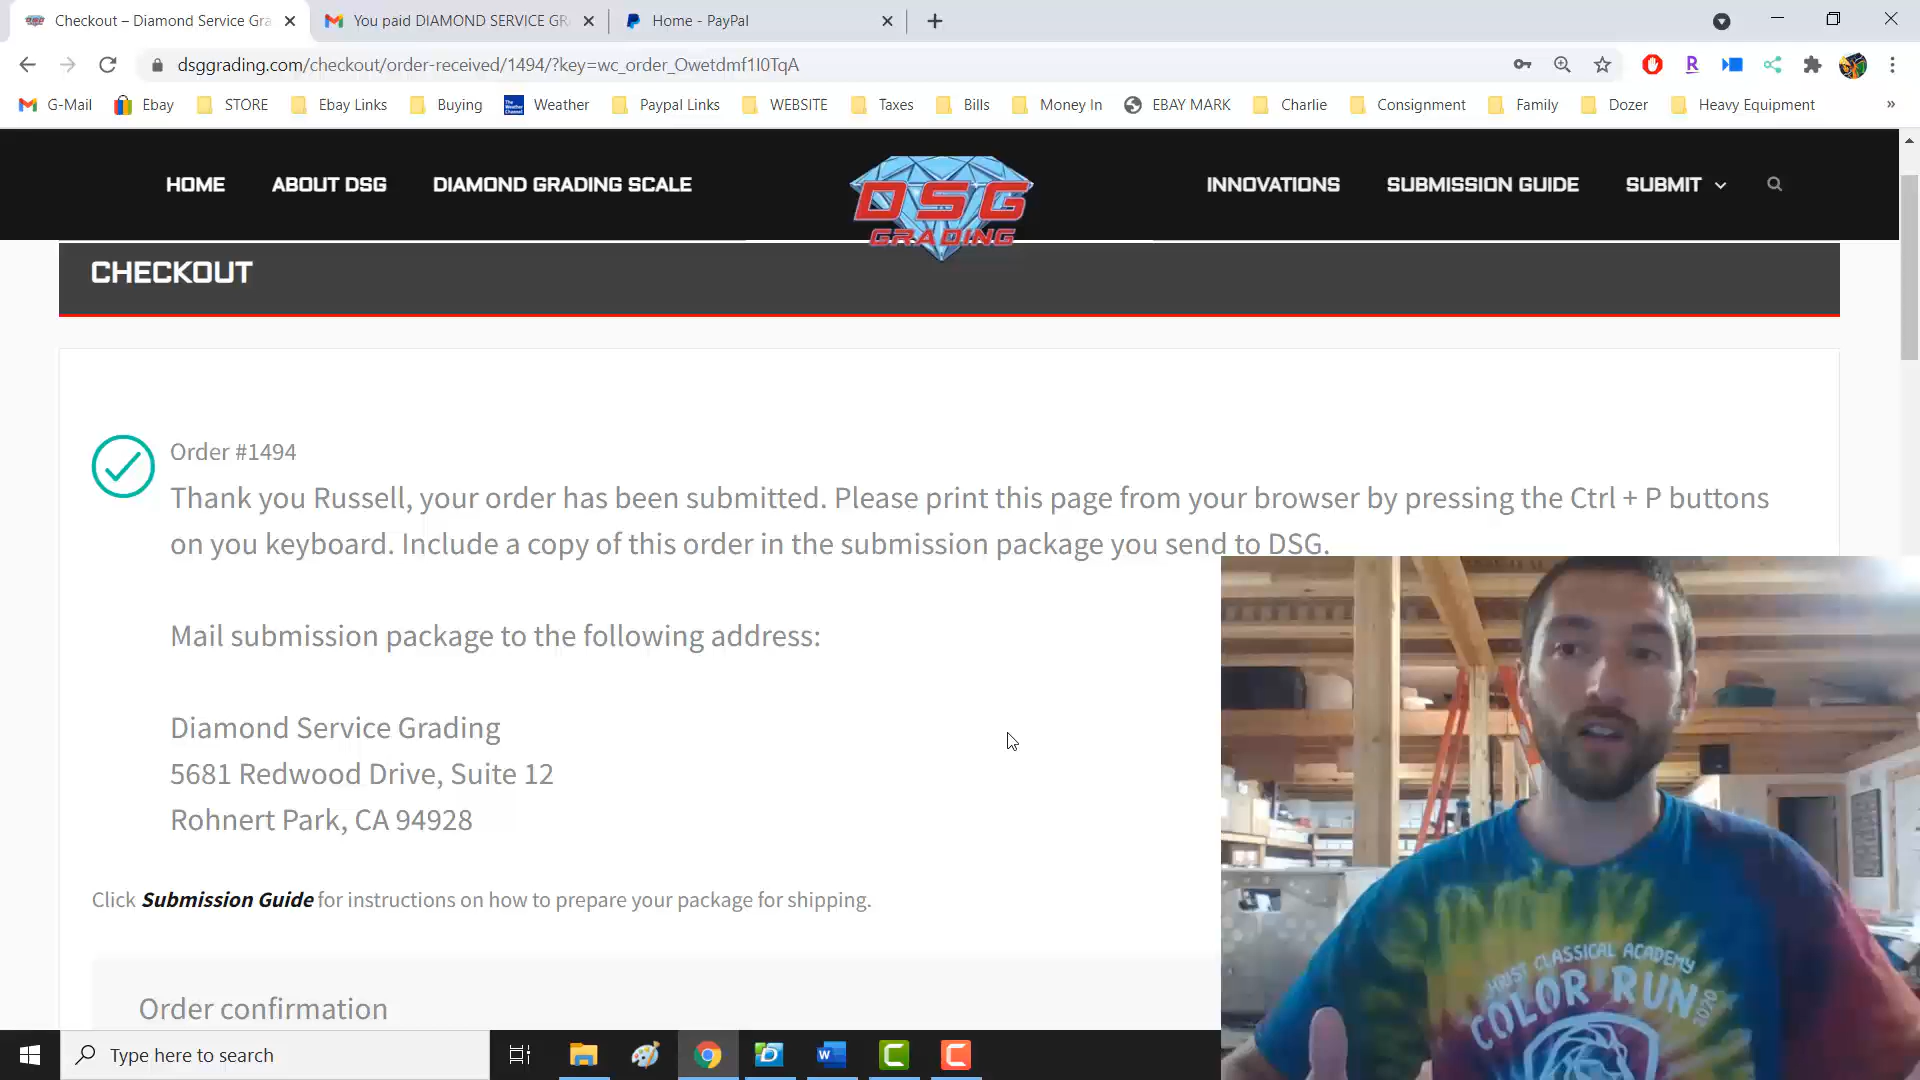 Checkout – Diamond Service Gra
You paid DIAMOND SERVICE GR
Home - PayPal
dsggrading.com/checkout/order-received/1494/?key=wc_order_Owetdmf1I0TqA
G-Mail
Ebay
STORE
Ebay Links
Buying
Weather
Paypal Links
WEBSITE
Taxes
Bills
Money In
EBAY MARK
Charlie
Consignment
Family
Dozer
Heavy Equipment
HOME
ABOUT DSG
DIAMOND GRADING SCALE
DSG
GRADING
INNOVATIONS
SUBMISSION GUIDE
SUBMIT
CHECKOUT
Order #1494
Thank you Russell, your order has been submitted. Please print this page from your browser by pressing the Ctrl + P buttons
on you keyboard. Include a copy of this order in the submission package you send to DSG.
Mail submission package to the following address:
Diamond Service Grading
5681 Redwood Drive, Suite 12
Rohnert Park, CA 94928
Click Submission Guide for instructions on how to prepare your package for shipping.
Order confirmation
CHRIST CLASSICAL ACADEMY
COLOR RUN
2020
Type here to search